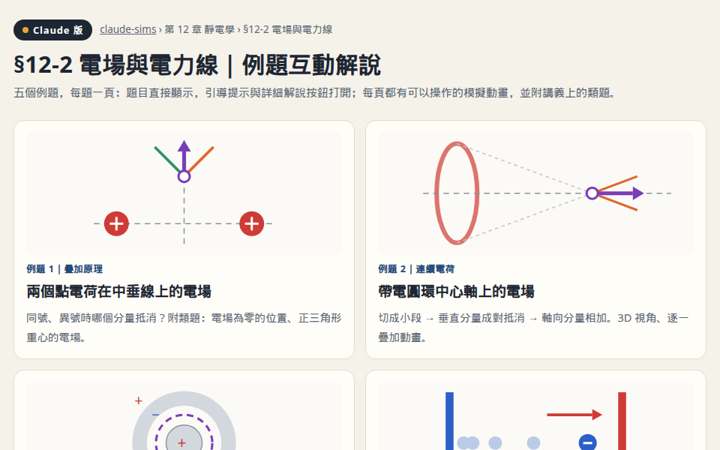 Claude 版 claude-sims › 第 12 章 靜電學 › §12-2 電場與電力線
§12-2 電場與電力線｜例題互動解說
五個例題，每題一頁：題目直接顯示，引導提示與詳細解說按鈕打開；每頁都有可以操作的模擬動畫，並附講義上的類題。
例題 1｜疊加原理
兩個點電荷在中垂線上的電場
同號、異號時哪個分量抵消？附類題：電場為零的位置、正三角形
重心的電場。
例題 2｜連續電荷
帶電圓環中心軸上的電場
切成小段 → 垂直分量成對抵消 → 軸向分量相加。3D 視角、逐一
疊加動畫。